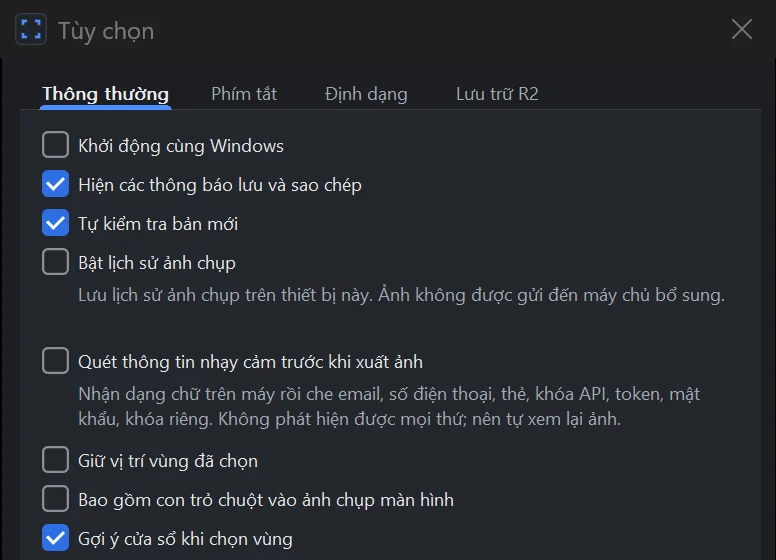 Tùy chọn
Thông thường Phím tắt Định dạng Lưu trữ R2
Khởi động cùng Windows
Hiện các thông báo lưu và sao chép
Tự kiểm tra bản mới
Bật lịch sử ảnh chụp
Lưu lịch sử ảnh chụp trên thiết bị này. Ảnh không được gửi đến máy chủ bổ sung.
Quét thông tin nhạy cảm trước khi xuất ảnh
Nhận dạng chữ trên máy rồi che email, số điện thoại, thẻ, khóa API, token, mật
khẩu, khóa riêng. Không phát hiện được mọi thứ; nên tự xem lại ảnh.
Giữ vị trí vùng đã chọn
Bao gồm con trỏ chuột vào ảnh chụp màn hình
Gợi ý cửa sổ khi chọn vùng